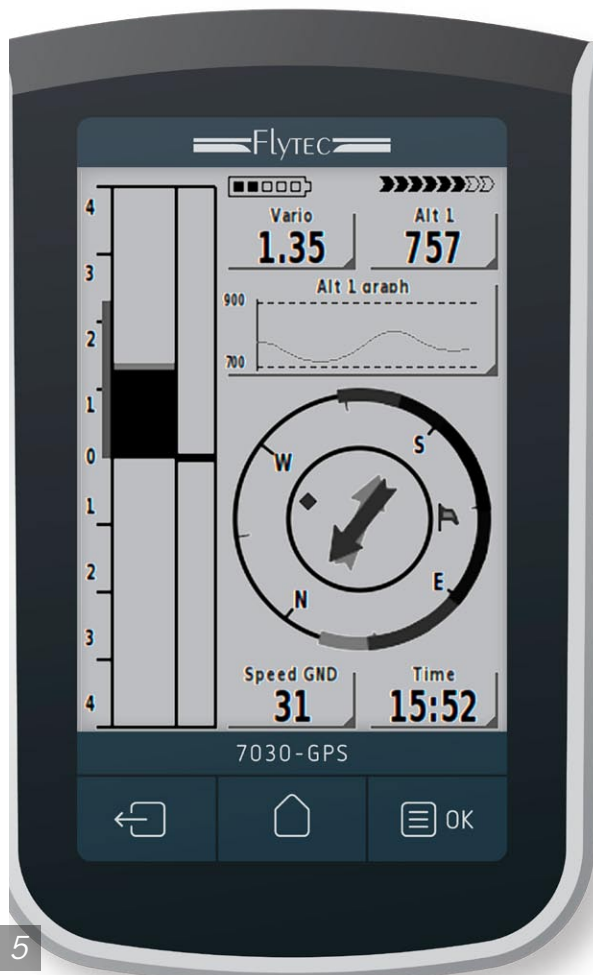 FLYTEC
4
3
2
1
0
1
2
3
4
Vario Alt 1
1.35 757
Alt 1 graph
900
700
S
W
E
N
Speed GND Time
31 15:52
7030-GPS
OK
5